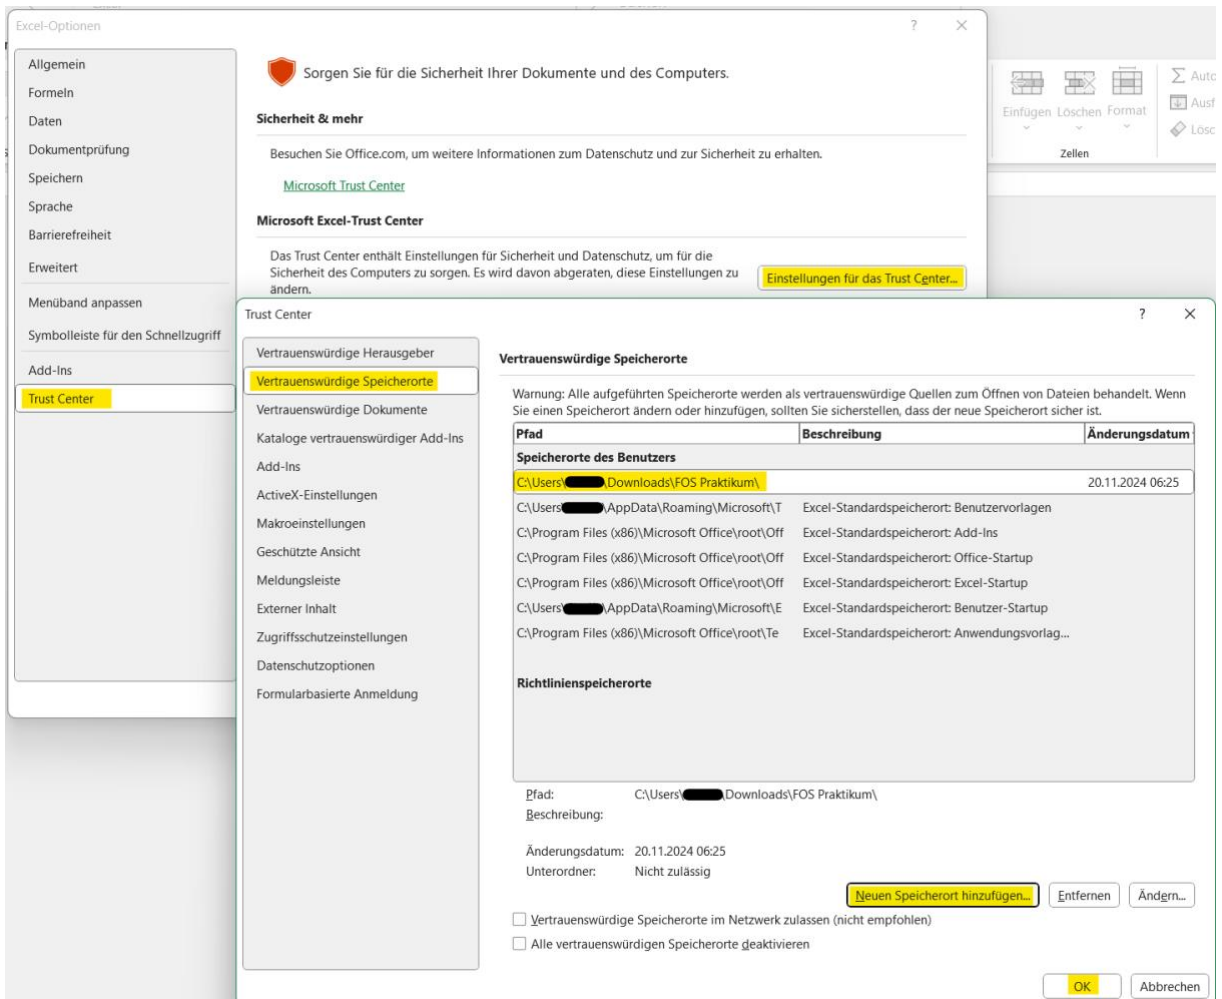 Excel-Optionen
Allgemein
Formeln
Daten
Dokumentprüfung
Speichern
Sprache
Barrierefreiheit
Erweitert
Menüband anpassen
Symbolleiste für den Schnellzugriff
Add-Ins
Trust Center
Sorgen Sie für die Sicherheit Ihrer Dokumente und des Computers.
Sicherheit & mehr
Besuchen Sie Office.com, um weitere Informationen zum Datenschutz und zur Sicherheit zu erhalten.
Microsoft Trust Center
Microsoft Excel-Trust Center
Das Trust Center enthält Einstellungen für Sicherheit und Datenschutz, um für die
Sicherheit des Computers zu sorgen. Es wird davon abgeraten, diese Einstellungen zu
ändern.
Einstellungen für das Trust Center...
Einfügen Löschen Format
Zellen
Auto
Ausf
Lösc
Trust Center
Vertrauenswürdige Herausgeber
Vertrauenswürdige Speicherorte
Vertrauenswürdige Dokumente
Kataloge vertrauenswürdiger Add-Ins
Add-Ins
ActiveX-Einstellungen
Makroeinstellungen
Geschützte Ansicht
Meldungsleiste
Externer Inhalt
Zugriffsschutzeinstellungen
Datenschutzoptionen
Formularbasierte Anmeldung
Vertrauenswürdige Speicherorte
Warnung: Alle aufgeführten Speicherorte werden als vertrauenswürdige Quellen zum Öffnen von Dateien behandelt. Wenn
Sie einen Speicherort ändern oder hinzufügen, sollten Sie sicherstellen, dass der neue Speicherort sicher ist.
Pfad Beschreibung Änderungsdatum
Speicherorte des Benutzers
C:\Users\ \Downloads\FOS Praktikum\ 20.11.2024 06:25
C:\Users\ \AppData\Roaming\Microsoft\T Excel-Standardspeicherort: Benutzervorlagen
C:\Program Files (x86)\Microsoft Office\root\Off Excel-Standardspeicherort: Add-Ins
C:\Program Files (x86)\Microsoft Office\root\Off Excel-Standardspeicherort: Office-Startup
C:\Program Files (x86)\Microsoft Office\root\Off Excel-Standardspeicherort: Excel-Startup
C:\Users\ \AppData\Roaming\Microsoft\E Excel-Standardspeicherort: Benutzer-Startup
C:\Program Files (x86)\Microsoft Office\root\Te Excel-Standardspeicherort: Anwendungsvorlag...
Richtlinienspeicherorte
Pfad: C:\Users\ \Downloads\FOS Praktikum\
Beschreibung:
Änderungsdatum: 20.11.2024 06:25
Unterordner: Nicht zulässig
Neuen Speicherort hinzufügen... Entfernen Ändern...
Vertrauenswürdige Speicherorte im Netzwerk zulassen (nicht empfohlen)
Alle vertrauenswürdigen Speicherorte deaktivieren
OK Abbrechen